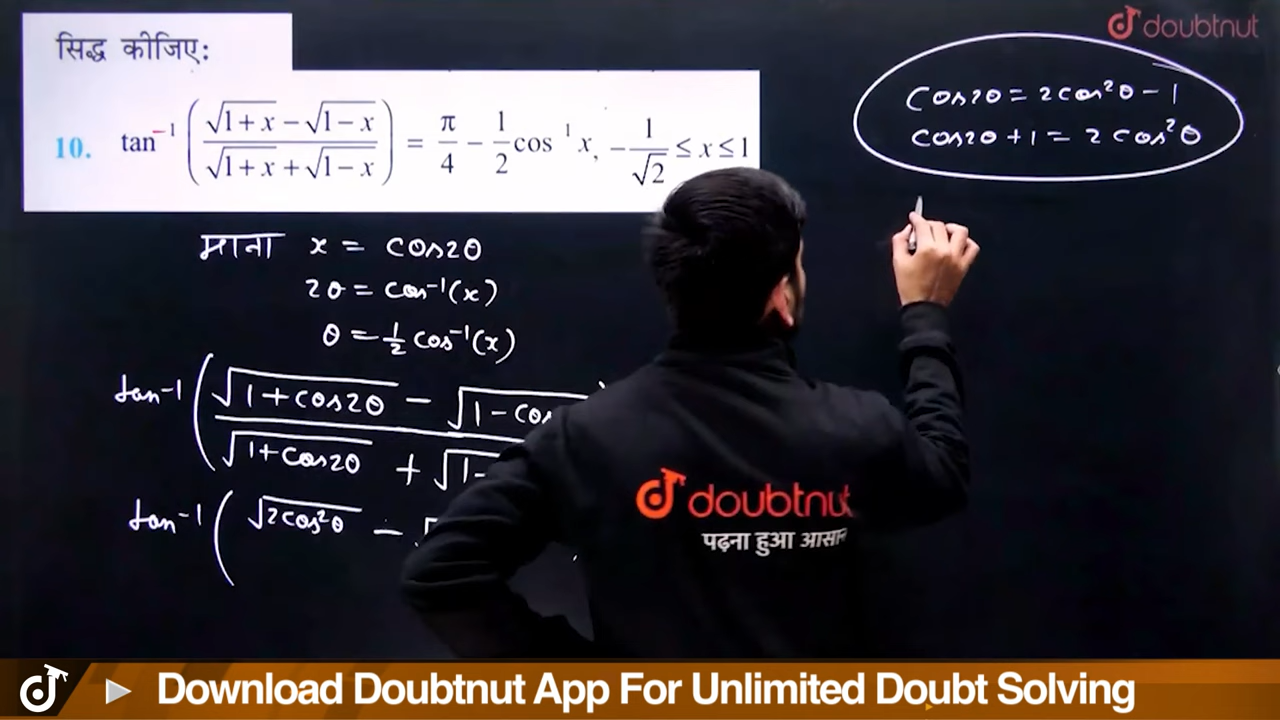 doubtnut
सिद्ध कीजिए:
10. tan⁻¹ ( (√1+x − √1−x) / (√1+x + √1−x) ) = π/4 − 1/2 cos ¹ x, −1/√2 ≤ x ≤ 1
cos2θ = 2cos²θ − 1
cos2θ + 1 = 2cos²θ
माना x = cos2θ
2θ = cos⁻¹(x)
θ = 1/2 cos⁻¹(x)
tan⁻¹ ( (√1+cos2θ − √1−cos
√1+cos2θ + √1−
tan⁻¹ ( √2cos²θ − √
doubtnut
पढ़ना हुआ आसान
Download Doubtnut App For Unlimited Doubt Solving